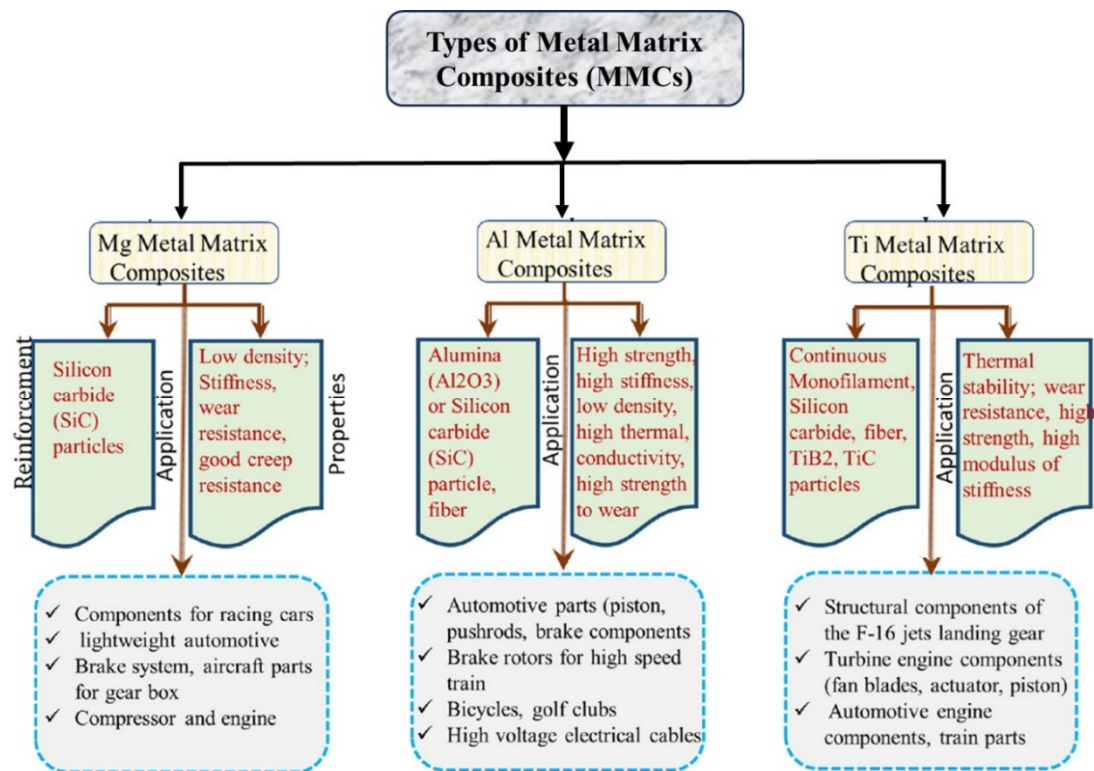 Types of Metal Matrix
Composites (MMCs)
Mg Metal Matrix
Composites
Al Metal Matrix
Composites
Ti Metal Matrix
Composites
Reinforcement
Silicon
carbide
(SiC)
particles
Application
Low density;
Stiffness,
wear
resistance,
good creep
resistance
Properties
Alumina
(Al2O3)
or Silicon
carbide
(SiC)
particle,
fiber
Application
High strength,
high stiffness,
low density,
high thermal,
conductivity,
high strength
to wear
Continuous
Monofilament,
Silicon
carbide, fiber,
TiB2, TiC
particles
Application
Thermal
stability; wear
resistance, high
strength, high
modulus of
stiffness
✓ Components for racing cars
✓ lightweight automotive
✓ Brake system, aircraft parts
for gear box
✓ Compressor and engine
✓ Automotive parts (piston,
pushrods, brake components
✓ Brake rotors for high speed
train
✓ Bicycles, golf clubs
✓ High voltage electrical cables
✓ Structural components of
the F-16 jets landing gear
✓ Turbine engine components
(fan blades, actuator, piston)
✓ Automotive engine
components, train parts